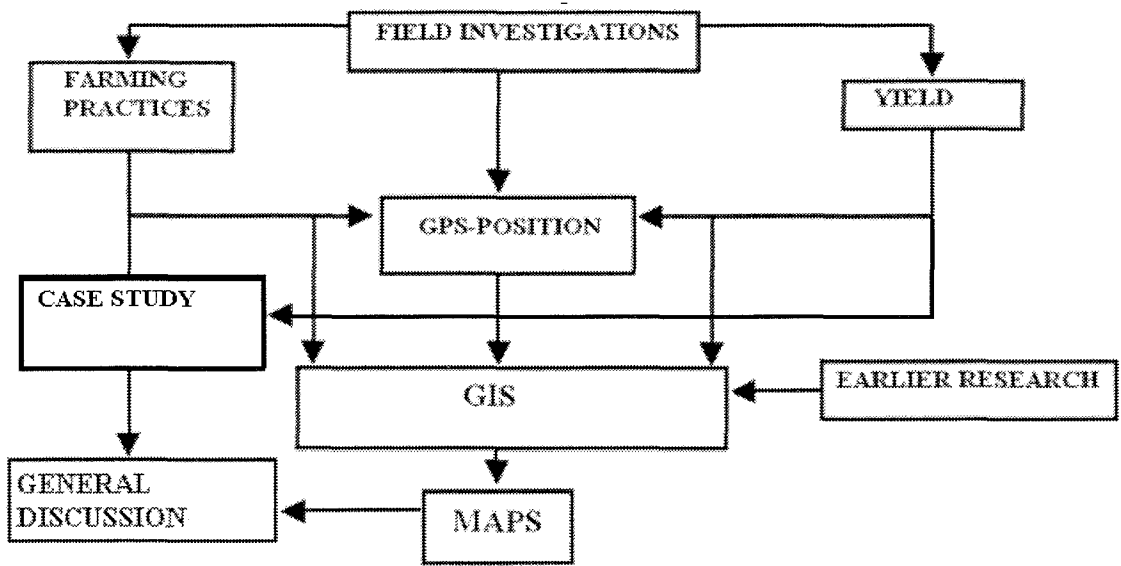 FIELD INVESTIGATIONS
FARMING
PRACTICES
YIELD
GPS-POSITION
CASE STUDY
GIS
EARLIER RESEARCH
GENERAL
DISCUSSION
MAPS